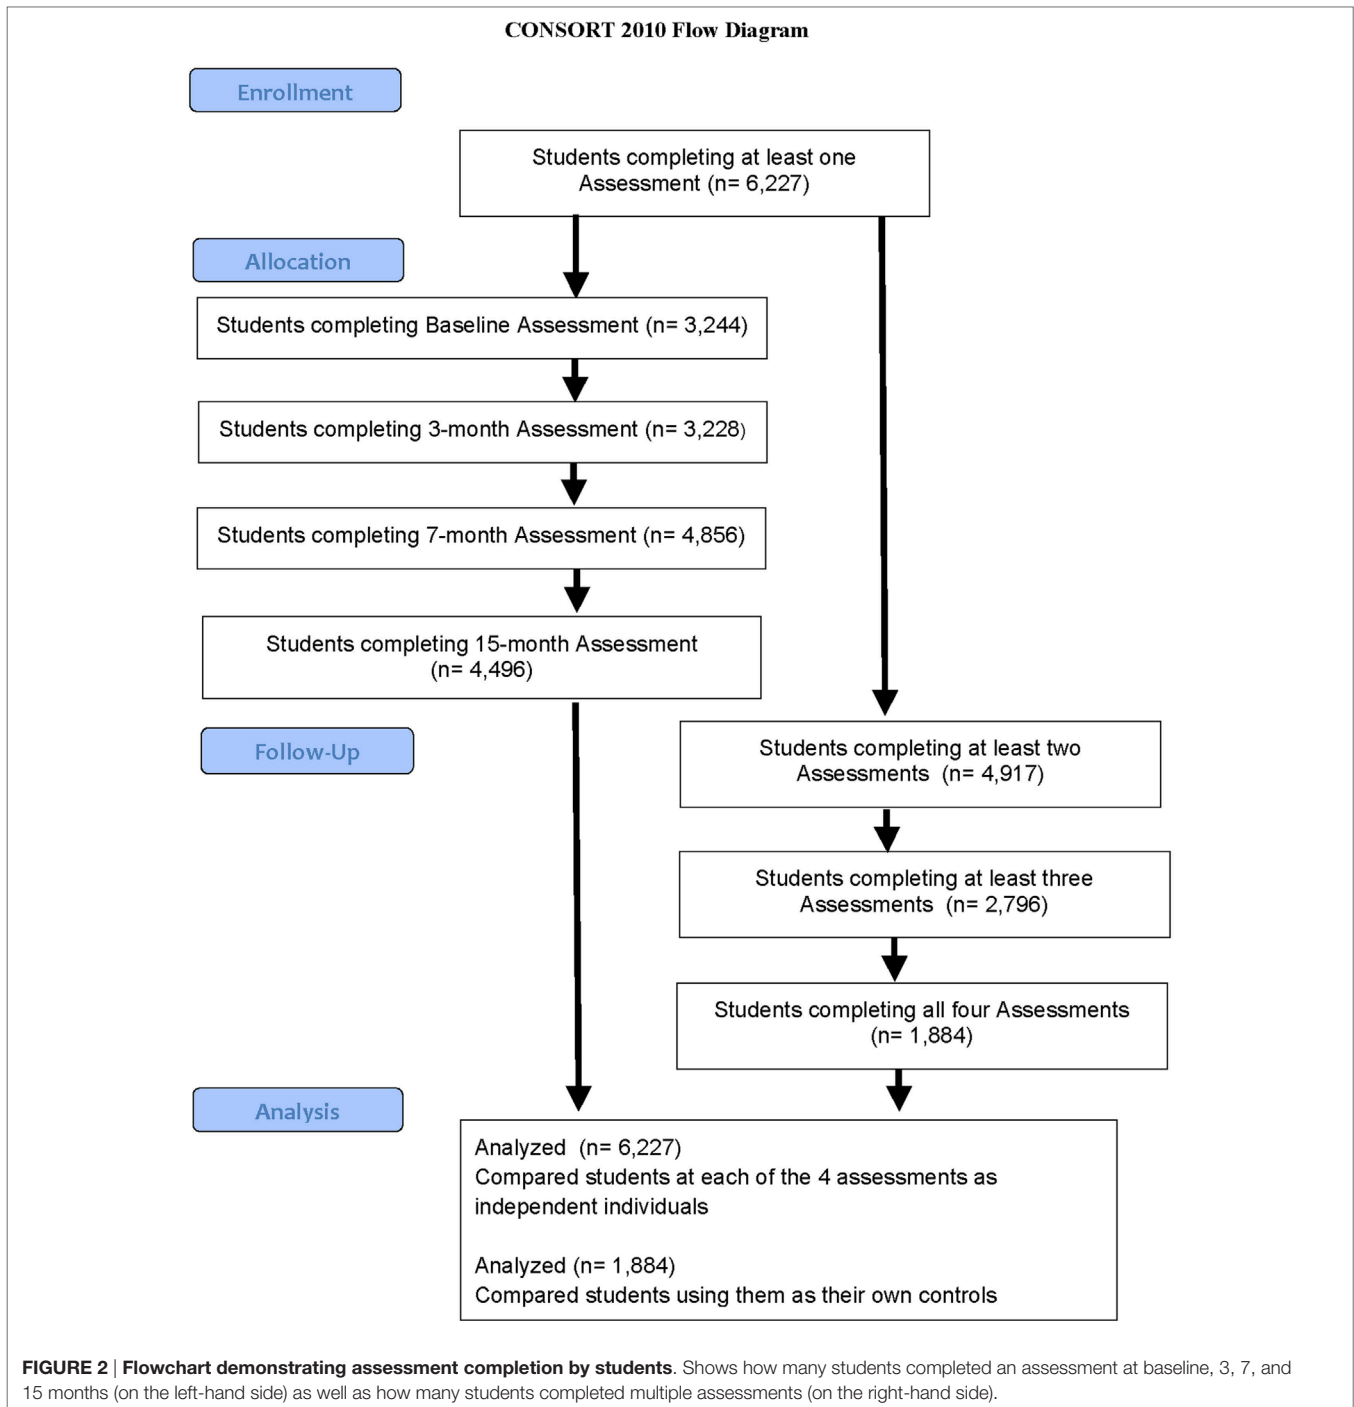 CONSORT 2010 Flow Diagram
Enrollment
Students completing at least one
Assessment (n= 6,227)
Allocation
Students completing Baseline Assessment (n= 3,244)
Students completing 3-month Assessment (n= 3,228)
Students completing 7-month Assessment (n= 4,856)
Students completing 15-month Assessment
(n= 4,496)
Follow-Up
Students completing at least two
Assessments (n= 4,917)
Students completing at least three
Assessments (n= 2,796)
Students completing all four Assessments
(n= 1,884)
Analysis
Analyzed (n= 6,227)
Compared students at each of the 4 assessments as
independent individuals
Analyzed (n= 1,884)
Compared students using them as their own controls
FIGURE 2 | Flowchart demonstrating assessment completion by students. Shows how many students completed an assessment at baseline, 3, 7, and
15 months (on the left-hand side) as well as how many students completed multiple assessments (on the right-hand side).